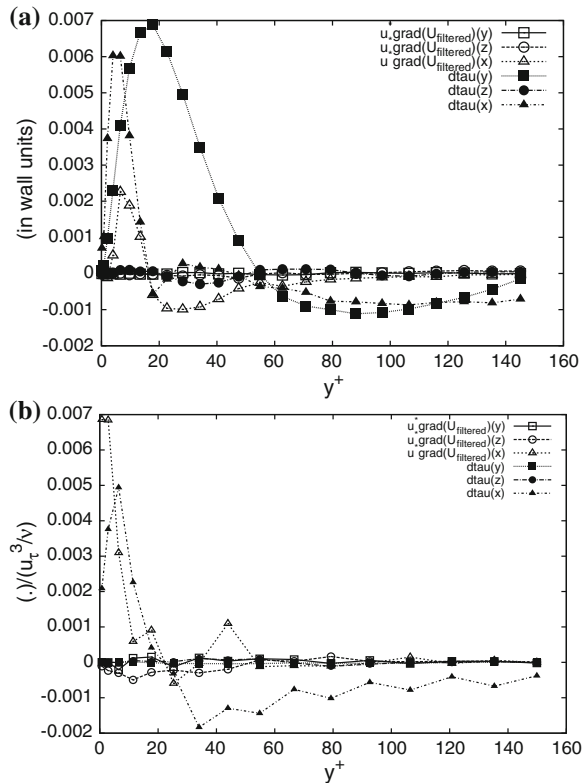 (a)
0.007
0.006
0.005
0.004
0.003
0.002
0.001
0
-0.001
-0.002
(in wall units)
u*grad(Ufiltered)(y)
u*grad(Ufiltered)(z)
u grad(Ufiltered)(x)
dtau(y)
dtau(z)
dtau(x)
0 20 40 60 80 100 120 140 160
y+
(b)
0.007
0.006
0.005
0.004
0.003
0.002
0.001
0
-0.001
-0.002
(.)/(uτ3/ν)
u*grad(Ufiltered)(y)
u*grad(Ufiltered)(z)
u grad(Ufiltered)(x)
dtau(y)
dtau(z)
dtau(x)
0 20 40 60 80 100 120 140 160
y+